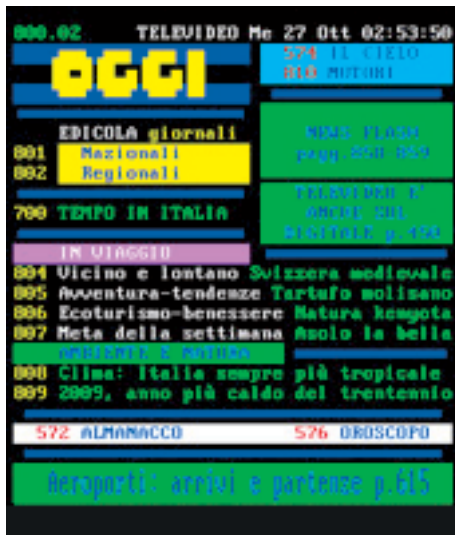 800.02 TELEVIDEO Me 27 Ott 02:53:50
574 IL CIELO
810 MOTORI
OGGI
EDICOLA giornali
801 Nazionali
802 Regionali
NEWS FLASH
pagg.850-859
700 TEMPO IN ITALIA
TELEVIDEO E'
ANCHE SUL
DIGITALE p.450
IN VIAGGIO
804 Vicino e lontano Svizzera medievale
805 Avventura-tendenze Tartufo molisano
806 Ecoturismo-benessere Natura kenyota
807 Meta della settimana Asolo la bella
AMBIENTE E NATURA
808 Clima: Italia sempre più tropicale
809 2009, anno più caldo del trentennio
572 ALMANACCO 576 OROSCOPO
Aeroporti: arrivi e partenze p.615